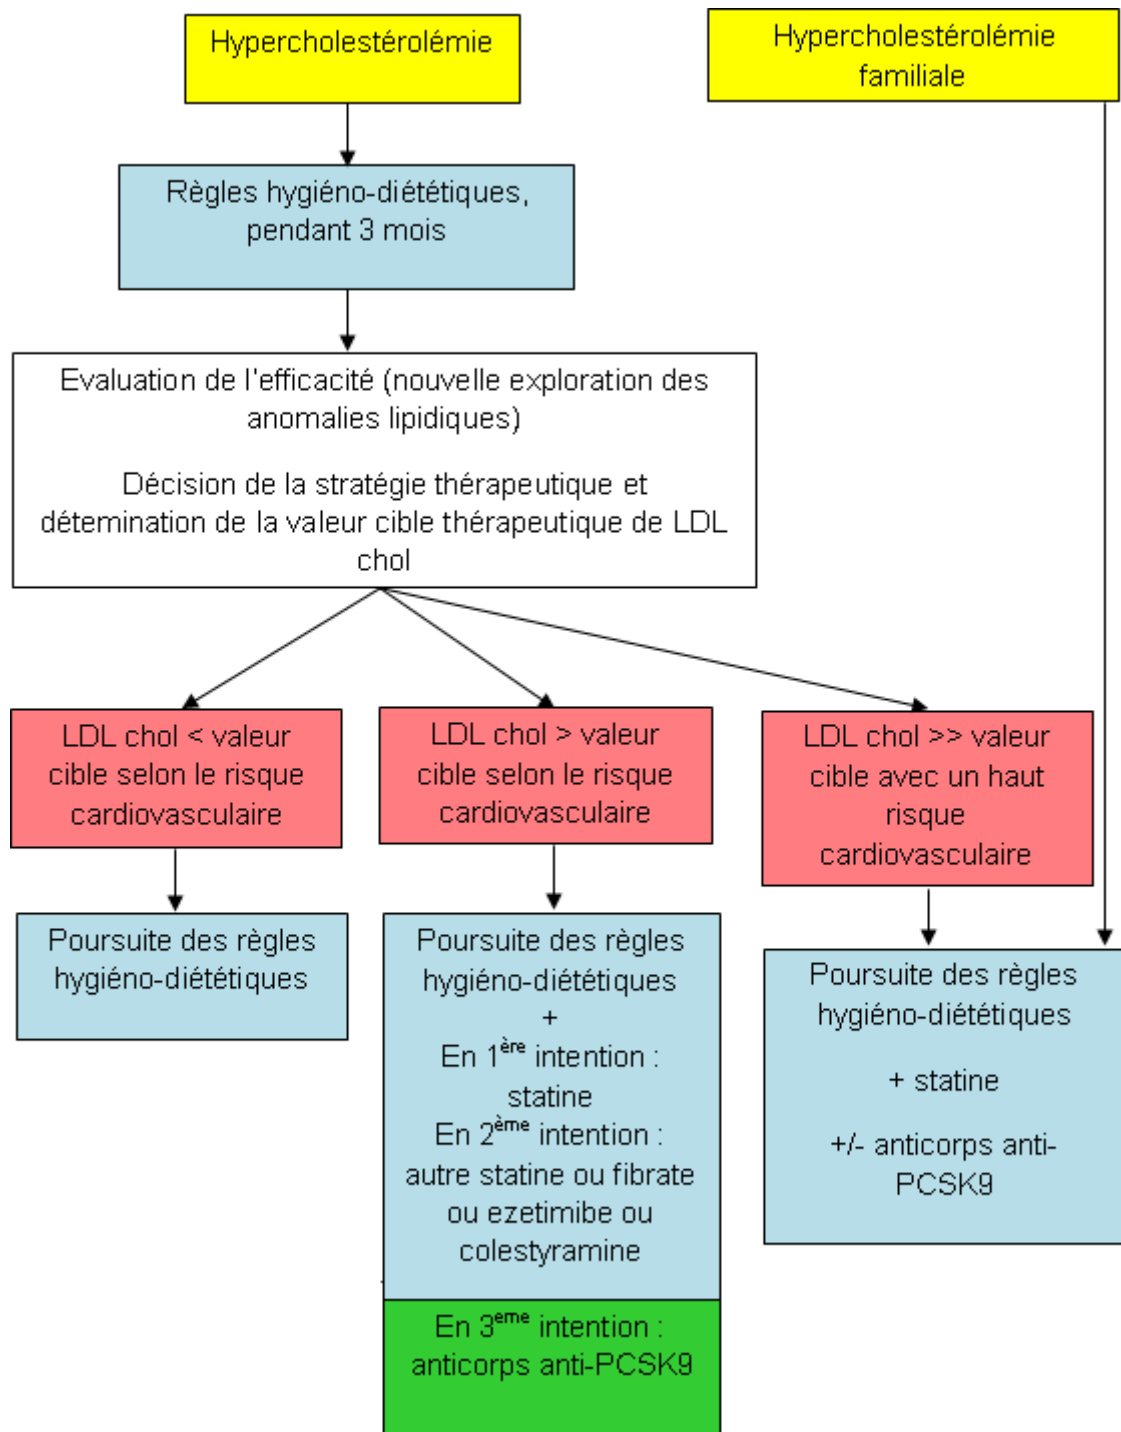 Hypercholestérolémie
Hypercholestérolémie
familiale
Règles hygiéno-diététiques,
pendant 3 mois
Evaluation de l'efficacité (nouvelle exploration des
anomalies lipidiques)
Décision de la stratégie thérapeutique et
détemination de la valeur cible thérapeutique de LDL
chol
LDL chol < valeur
cible selon le risque
cardiovasculaire
LDL chol > valeur
cible selon le risque
cardiovasculaire
LDL chol >> valeur
cible avec un haut
risque
cardiovasculaire
Poursuite des règles
hygiéno-diététiques
Poursuite des règles
hygiéno-diététiques
+
En 1ère intention :
statine
En 2ème intention :
autre statine ou fibrate
ou ezetimibe ou
colestyramine
En 3eme intention :
anticorps anti-PCSK9
Poursuite des règles
hygiéno-diététiques
+ statine
+/- anticorps anti-
PCSK9